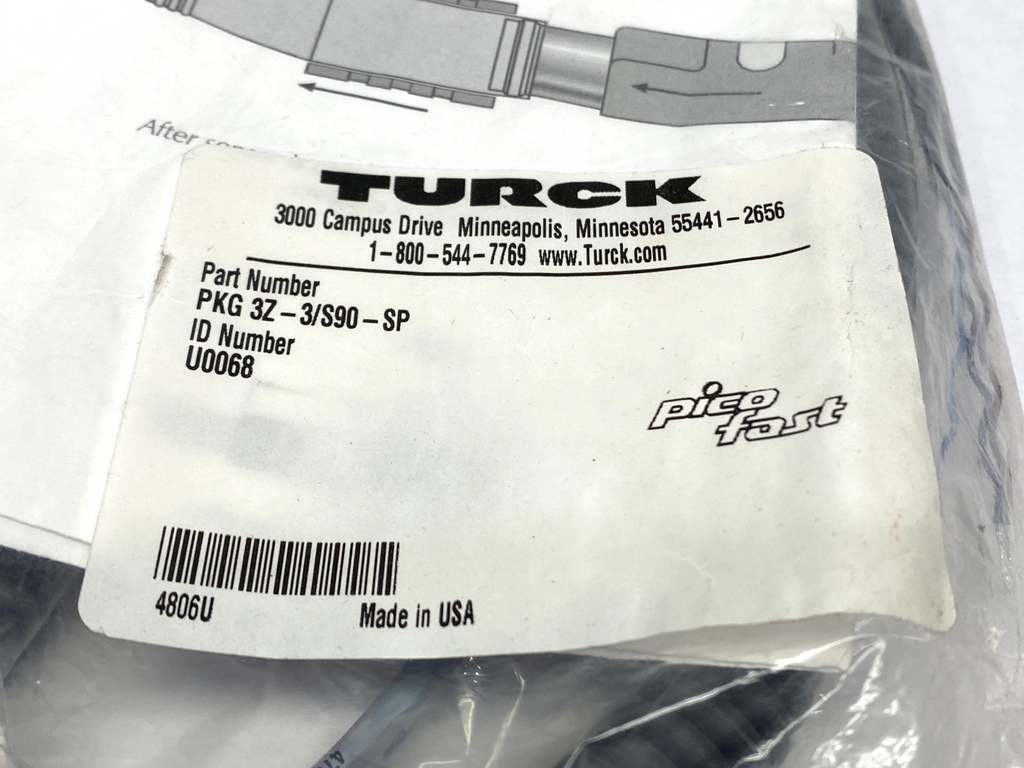 After
TURCK
3000 Campus Drive Minneapolis, Minnesota 55441-2656
1-800-544-7769 www.Turck.com
Part Number
PKG 3Z-3/S90-SP
ID Number
U0068
pico
fast
4806U
Made in USA